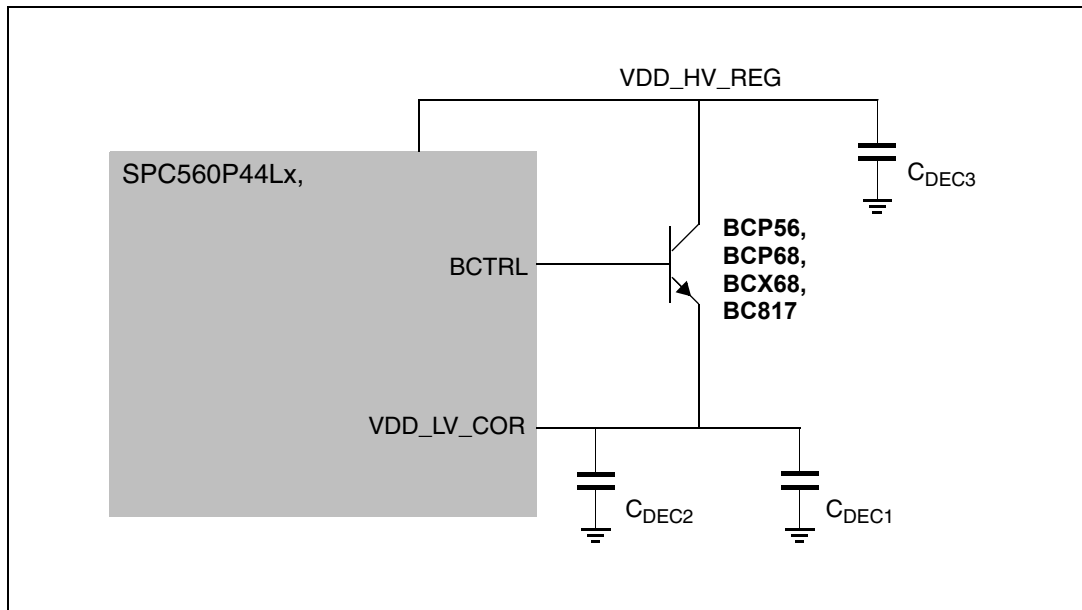 VDD_HV_REG
SPC560P44Lx,
CDEC3
BCP56,
BCP68,
BCX68,
BC817
BCTRL
VDD_LV_COR
CDEC2
CDEC1